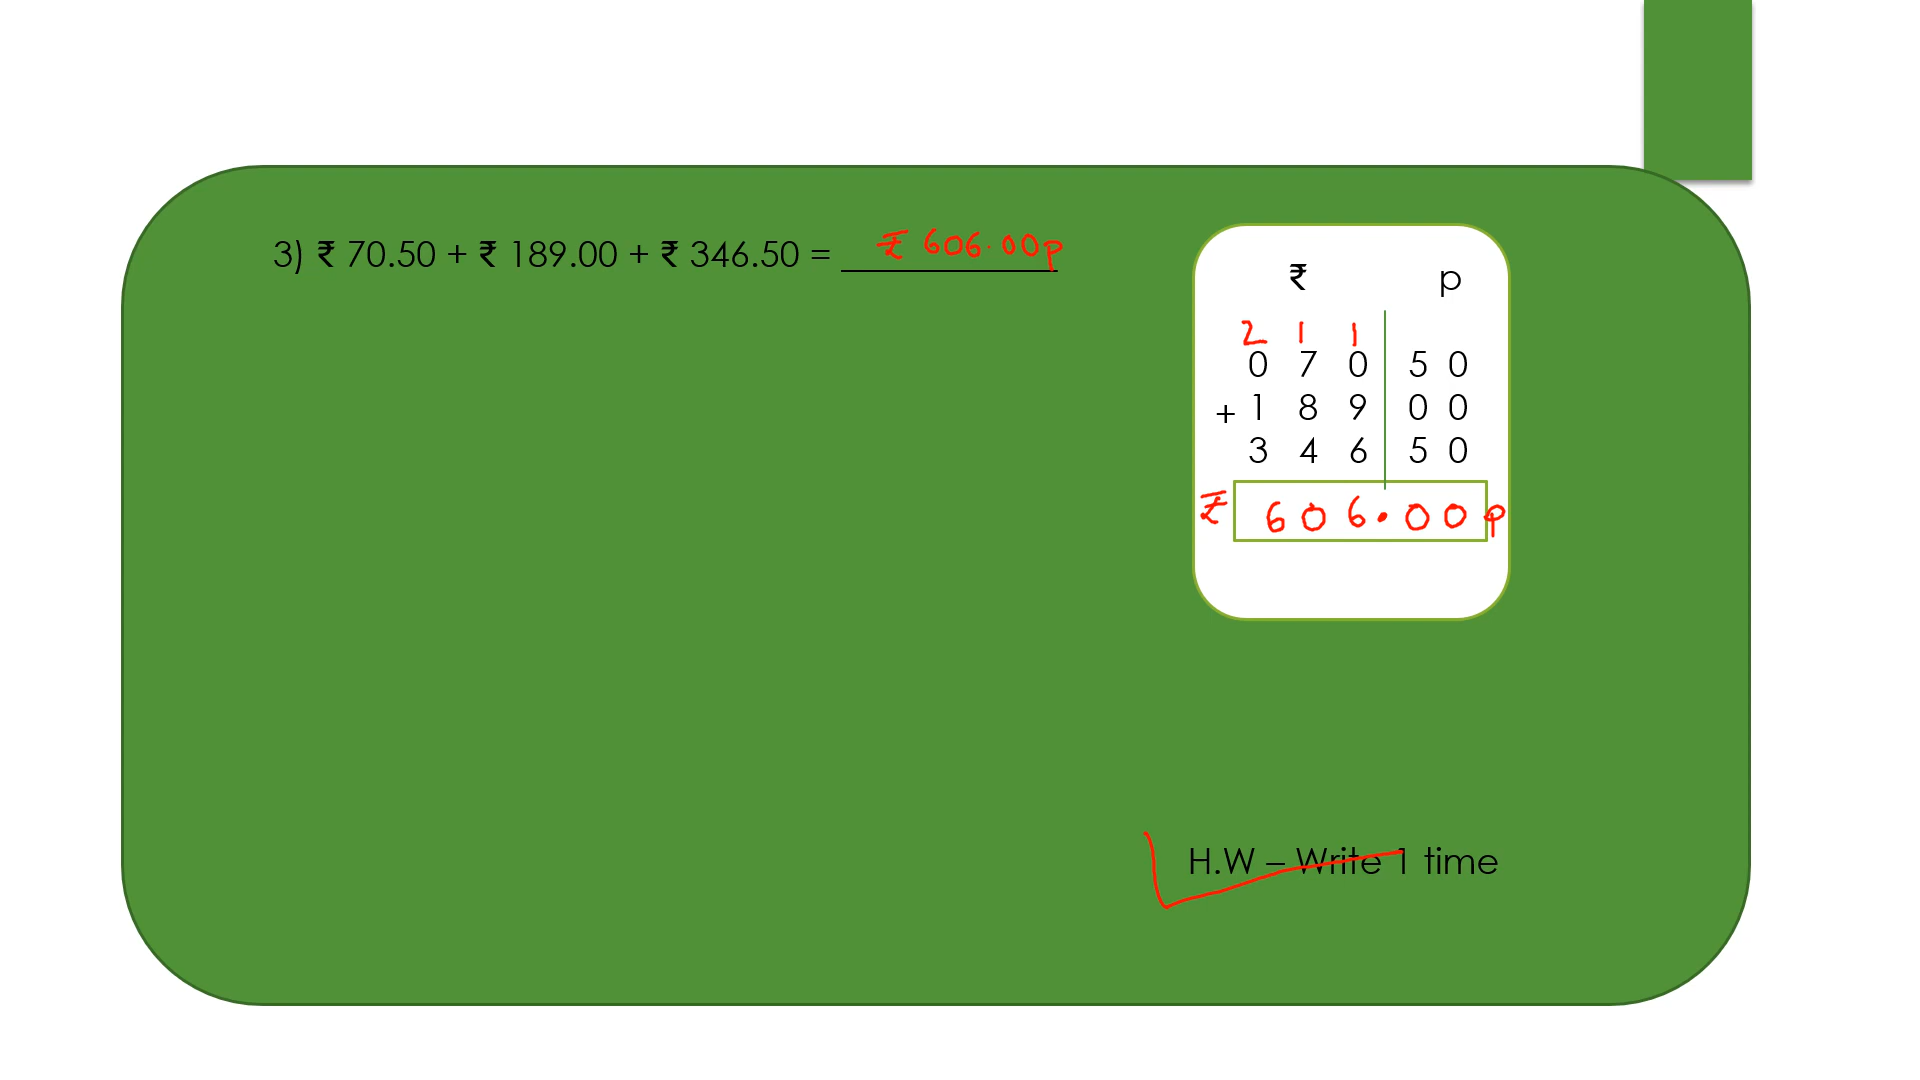 3) ₹ 70.50 + ₹ 189.00 + ₹ 346.50 = ₹ 606.00p
₹ p
2 1 1
0 7 0 5 0
+ 1 8 9 0 0
3 4 6 5 0
₹ 6 0 6 . 0 0 p
H.W – Write 1 time